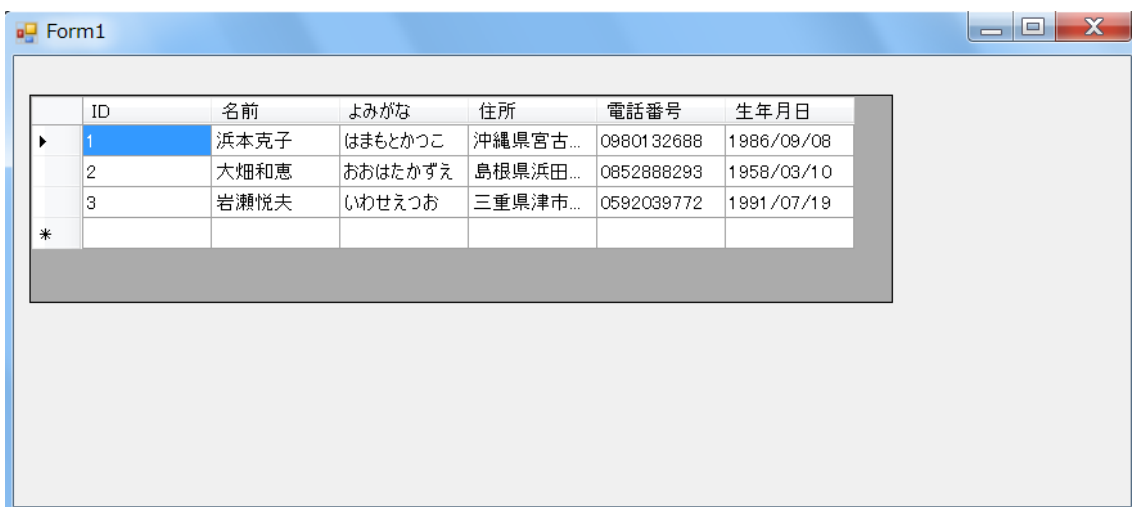 Form1
ID 名前 よみがな 住所 電話番号 生年月日
1 浜本克子 はまもとかつこ 沖縄県宮古... 0980132688 1986/09/08
2 大畑和恵 おおはたかずえ 島根県浜田... 0852888293 1958/03/10
3 岩瀬悦夫 いわせえつお 三重県津市... 0592039772 1991/07/19